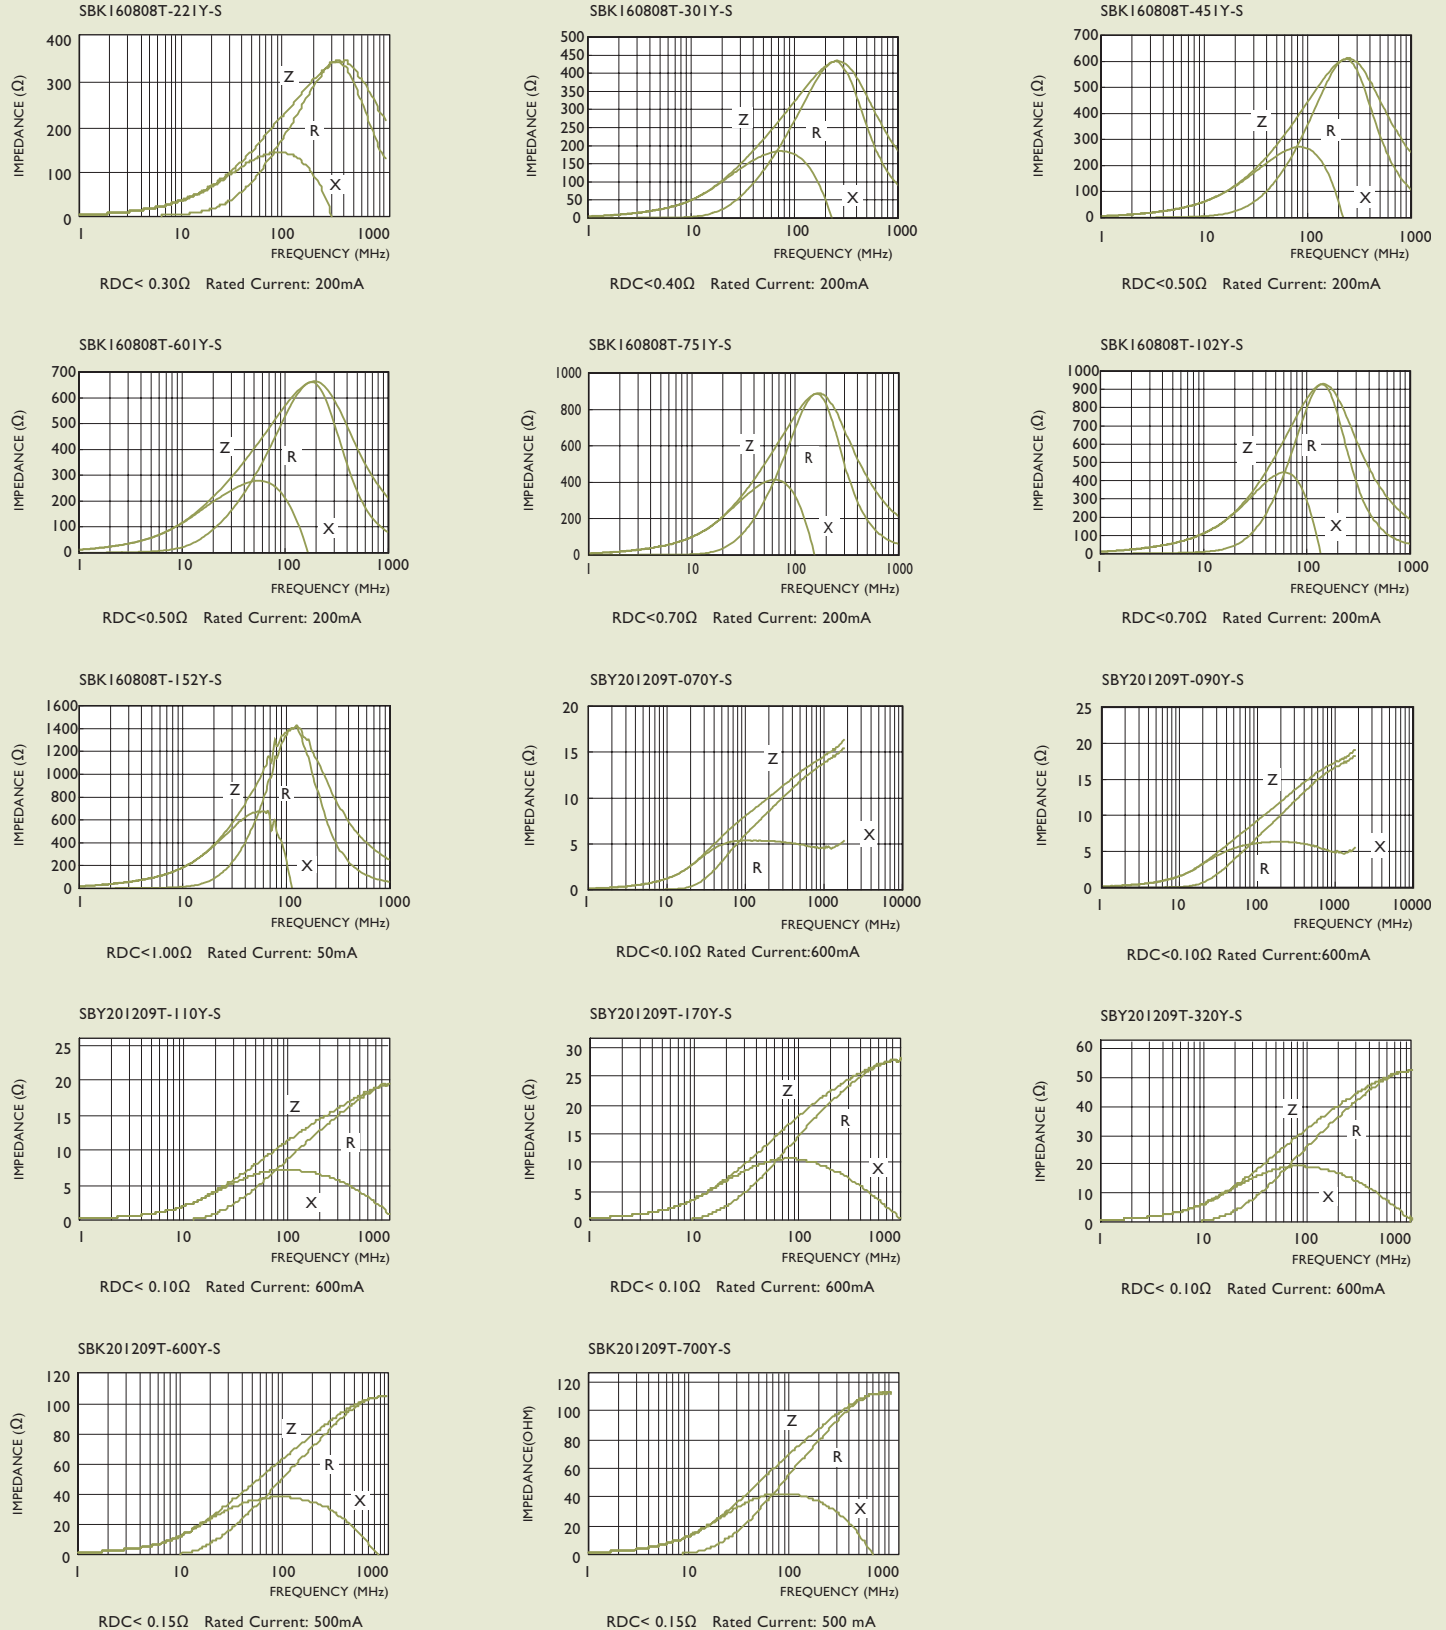 SBK160808T-221Y-S
IMPEDANCE (Ω)
400
300
200
100
0
Z
R
X
1 10 100 1000
FREQUENCY (MHz)
RDC< 0.30Ω Rated Current: 200mA
SBK160808T-301Y-S
IMPEDANCE (Ω)
500
450
400
350
300
250
200
150
100
50
0
Z
R
X
1 10 100 1000
FREQUENCY (MHz)
RDC<0.40Ω Rated Current: 200mA
SBK160808T-451Y-S
IMPEDANCE (Ω)
700
600
500
400
300
200
100
0
Z
R
X
1 10 100 1000
FREQUENCY (MHz)
RDC<0.50Ω Rated Current: 200mA
SBK160808T-601Y-S
IMPEDANCE (Ω)
700
600
500
400
300
200
100
0
Z
R
X
1 10 100 1000
FREQUENCY (MHz)
RDC<0.50Ω Rated Current: 200mA
SBK160808T-751Y-S
IMPEDANCE (Ω)
1000
800
600
400
200
0
Z
R
X
1 10 100 1000
FREQUENCY (MHz)
RDC<0.70Ω Rated Current: 200mA
SBK160808T-102Y-S
IMPEDANCE (Ω)
1000
900
800
700
600
500
400
300
200
100
0
Z
R
X
1 10 100 1000
FREQUENCY (MHz)
RDC<0.70Ω Rated Current: 200mA
SBK160808T-152Y-S
IMPEDANCE (Ω)
1600
1400
1200
1000
800
600
400
200
0
Z
R
X
1 10 100 1000
FREQUENCY (MHz)
RDC<1.00Ω Rated Current: 50mA
SBY201209T-070Y-S
IMPEDANCE (Ω)
20
15
10
5
0
Z
X
R
1 10 100 1000 10000
FREQUENCY (MHz)
RDC<0.10Ω Rated Current:600mA
SBY201209T-090Y-S
IMPEDANCE (Ω)
25
20
15
10
5
0
Z
X
R
1 10 100 1000 10000
FREQUENCY (MHz)
RDC<0.10Ω Rated Current:600mA
SBY201209T-110Y-S
IMPEDANCE (Ω)
25
20
15
10
5
0
Z
R
X
1 10 100 1000
FREQUENCY (MHz)
RDC< 0.10Ω Rated Current: 600mA
SBY201209T-170Y-S
IMPEDANCE (Ω)
30
25
20
15
10
5
0
Z
R
X
1 10 100 1000
FREQUENCY (MHz)
RDC< 0.10Ω Rated Current: 600mA
SBY201209T-320Y-S
IMPEDANCE (Ω)
60
50
40
30
20
10
0
Z
R
X
1 10 100 1000
FREQUENCY (MHz)
RDC< 0.10Ω Rated Current: 600mA
SBK201209T-600Y-S
IMPEDANCE (Ω)
120
100
80
60
40
20
0
Z
R
X
1 10 100 1000
FREQUENCY (MHz)
RDC< 0.15Ω Rated Current: 500mA
SBK201209T-700Y-S
IMPEDANCE(OHM)
120
100
80
60
40
20
0
Z
R
X
1 10 100 1000
FREQUENCY (MHz)
RDC< 0.15Ω Rated Current: 500 mA